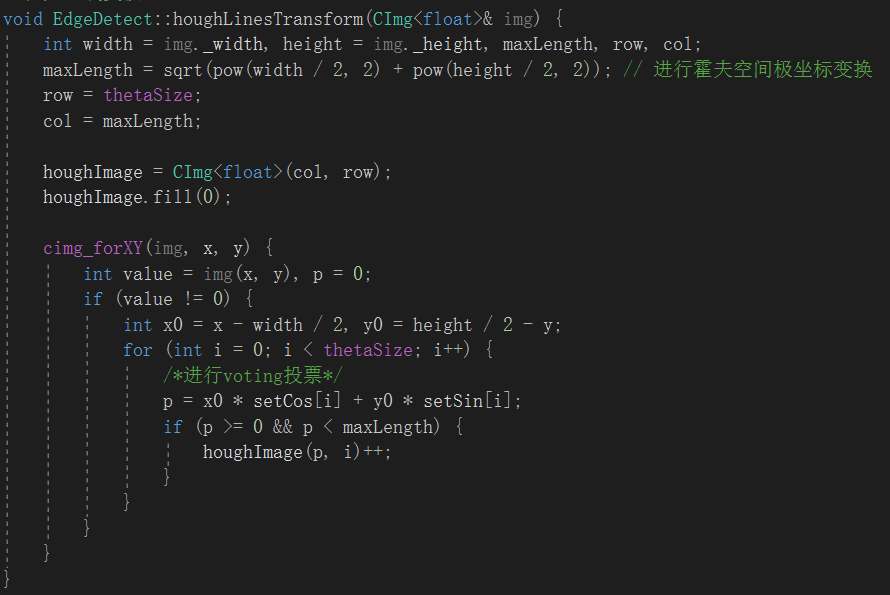 void EdgeDetect::houghLinesTransform(CImg<float>& img) {
    int width = img._width, height = img._height, maxLength, row, col;
    maxLength = sqrt(pow(width / 2, 2) + pow(height / 2, 2)); // 进行霍夫空间极坐标变换
    row = thetaSize;
    col = maxLength;

    houghImage = CImg<float>(col, row);
    houghImage.fill(0);

    cimg_forXY(img, x, y) {
        int value = img(x, y), p = 0;
        if (value != 0) {
            int x0 = x - width / 2, y0 = height / 2 - y;
            for (int i = 0; i < thetaSize; i++) {
                /*进行voting投票*/
                p = x0 * setCos[i] + y0 * setSin[i];
                if (p >= 0 && p < maxLength) {
                    houghImage(p, i)++;
                }
            }
        }
    }
}